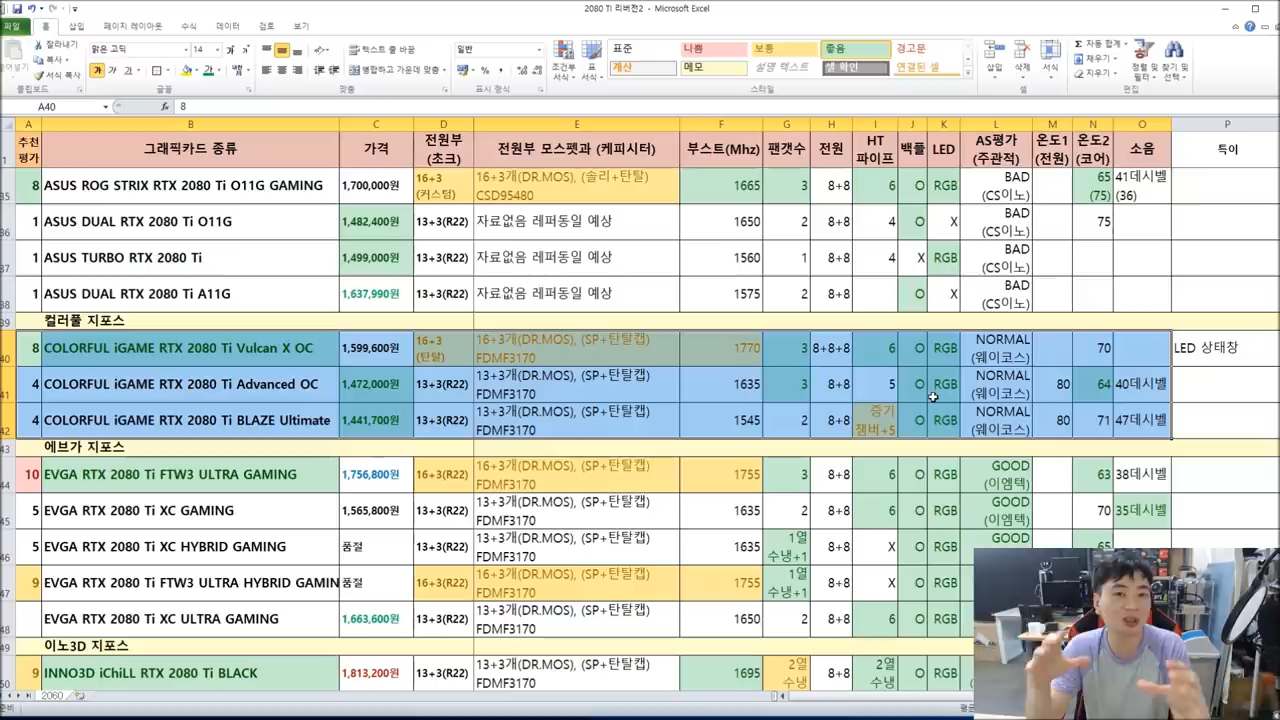 2080 TI 리버전2 - Microsoft Excel
파일 홈 삽입 페이지 레이아웃 수식 데이터 검토 보기
잘라내기
복사
서식 복사
클립보드
맑은 고딕 14
가 가 가
글꼴
텍스트 줄 바꿈
병합하고 가운데 맞춤
맞춤
일반
표시 형식
조건부 서식
표 서식
표준 나쁨 보통 좋음 경고문
계산 메모 설명 텍스트 셀 확인 연결된 셀
스타일
삽입 삭제 서식
셀
자동 합계
채우기
지우기
정렬 및 필터
찾기 및 선택
편집
A40 fx 8
A B C D E F G H I J K L M N O P
추천평가 그래픽카드 종류 가격 전원부(초크) 전원부 모스펫과 (케피시터) 부스트(Mhz) 팬갯수 전원 HT파이프 백플 LED AS평가(주관적) 온도1(전원) 온도2(코어) 소음 특이
35 8 ASUS ROG STRIX RTX 2080 Ti O11G GAMING 1,700,000원 16+3(커스텀) 16+3개(DR.MOS), (솔리+탄탈) CSD95480 1665 3 8+8 6 O RGB BAD (CS이노) 65 (75) 41데시벨 (36)
36 1 ASUS DUAL RTX 2080 Ti O11G 1,482,400원 13+3(R22) 자료없음 레퍼동일 예상 1650 2 8+8 4 O X BAD (CS이노) 75
37 1 ASUS TURBO RTX 2080 Ti 1,499,000원 13+3(R22) 자료없음 레퍼동일 예상 1560 1 8+8 4 X RGB BAD (CS이노)
38 1 ASUS DUAL RTX 2080 Ti A11G 1,637,990원 13+3(R22) 자료없음 레퍼동일 예상 1575 2 8+8 O X BAD (CS이노)
39 컬러풀 지포스
40 8 COLORFUL iGAME RTX 2080 Ti Vulcan X OC 1,599,600원 16+3 (탄탈) 16+3개(DR.MOS), (SP+탄탈캡) FDMF3170 1770 3 8+8+8 6 O RGB NORMAL (웨이코스) 70 LED 상태창
41 4 COLORFUL iGAME RTX 2080 Ti Advanced OC 1,472,000원 13+3(R22) 13+3개(DR.MOS), (SP+탄탈캡) FDMF3170 1635 3 8+8 5 O RGB NORMAL (웨이코스) 80 64 40데시벨
42 4 COLORFUL iGAME RTX 2080 Ti BLAZE Ultimate 1,441,700원 13+3(R22) 13+3개(DR.MOS), (SP+탄탈캡) FDMF3170 1545 2 8+8 증기챔버+5 O RGB NORMAL (웨이코스) 80 71 47데시벨
43 에브가 지포스
44 10 EVGA RTX 2080 Ti FTW3 ULTRA GAMING 1,756,800원 16+3(R22) 16+3개(DR.MOS), (SP+탄탈캡) FDMF3170 1755 3 8+8 6 O RGB GOOD (이엠텍) 63 38데시벨
45 5 EVGA RTX 2080 Ti XC GAMING 1,565,800원 13+3(R22) 13+3개(DR.MOS), (SP+탄탈캡) FDMF3170 1635 2 8+8 6 O RGB GOOD (이엠텍) 70 35데시벨
46 5 EVGA RTX 2080 Ti XC HYBRID GAMING 품절 13+3(R22) 13+3개(DR.MOS), (SP+탄탈캡) FDMF3170 1635 1열 수냉+1 8+8 X O RGB GOOD 65
47 9 EVGA RTX 2080 Ti FTW3 ULTRA HYBRID GAMIN 품절 16+3(R22) 16+3개(DR.MOS), (SP+탄탈캡) FDMF3170 1755 1열 수냉+1 8+8 X O RGB
48 EVGA RTX 2080 Ti XC ULTRA GAMING 1,663,600원 13+3(R22) 13+3개(DR.MOS), (SP+탄탈캡) FDMF3170 1650 2 8+8 6 O RGB
49 이노3D 지포스
50 9 INNO3D iChiLL RTX 2080 Ti BLACK 1,813,200원 13+3(R22) 13+3개(DR.MOS), (SP+탄탈캡) FDMF3170 1695 2열 수냉 8+8 2열 수냉 O RGB
2060
준비